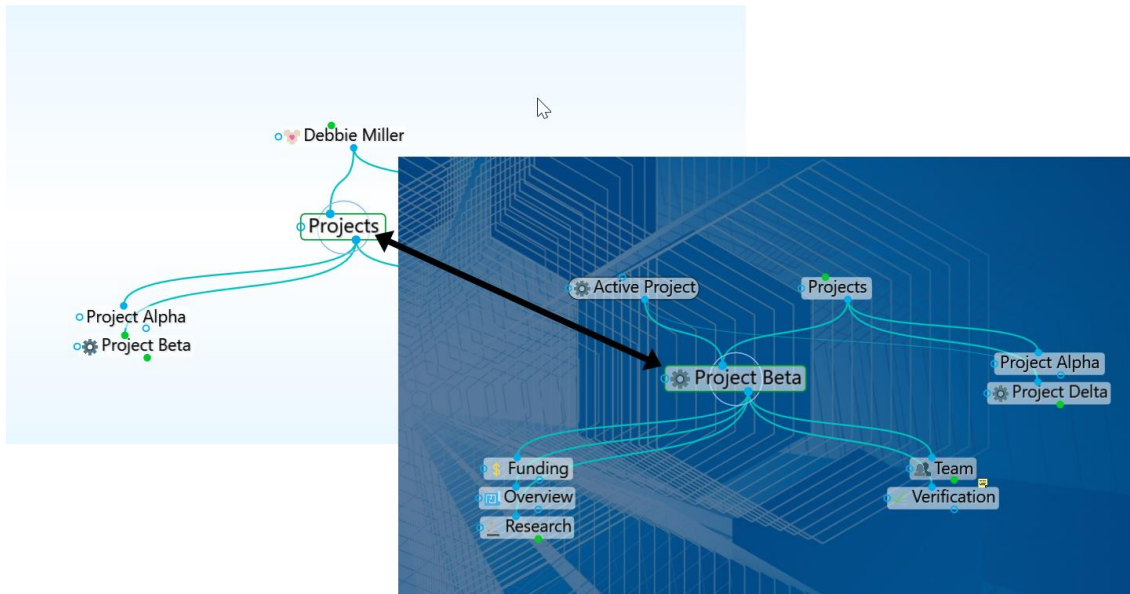 Debbie Miller
Projects
Project Alpha
Project Beta
Active Project
Projects
Project Alpha
Project Delta
Project Beta
Funding
Overview
Research
Team
Verification